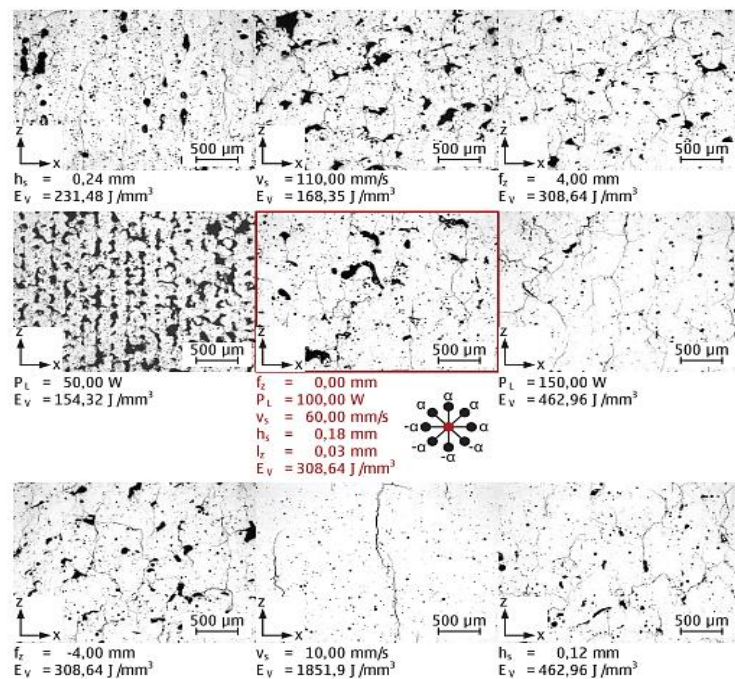 z
x
500 µm
hs = 0,24 mm
EV = 231,48 J/mm³
z
x
500 µm
vs = 110,00 mm/s
EV = 168,35 J/mm³
z
x
500 µm
fz = 4,00 mm
EV = 308,64 J/mm³
z
x
500 µm
PL = 50,00 W
EV = 154,32 J/mm³
z
x
500 µm
fz = 0,00 mm
PL = 100,00 W
vs = 60,00 mm/s
hs = 0,18 mm
lz = 0,03 mm
EV = 308,64 J/mm³
α α α
-α α
-α -α -α
z
x
500 µm
PL = 150,00 W
EV = 462,96 J/mm³
z
x
500 µm
fz = -4,00 mm
EV = 308,64 J/mm³
z
x
500 µm
vs = 10,00 mm/s
EV = 1851,9 J/mm³
z
x
500 µm
hs = 0,12 mm
EV = 462,96 J/mm³